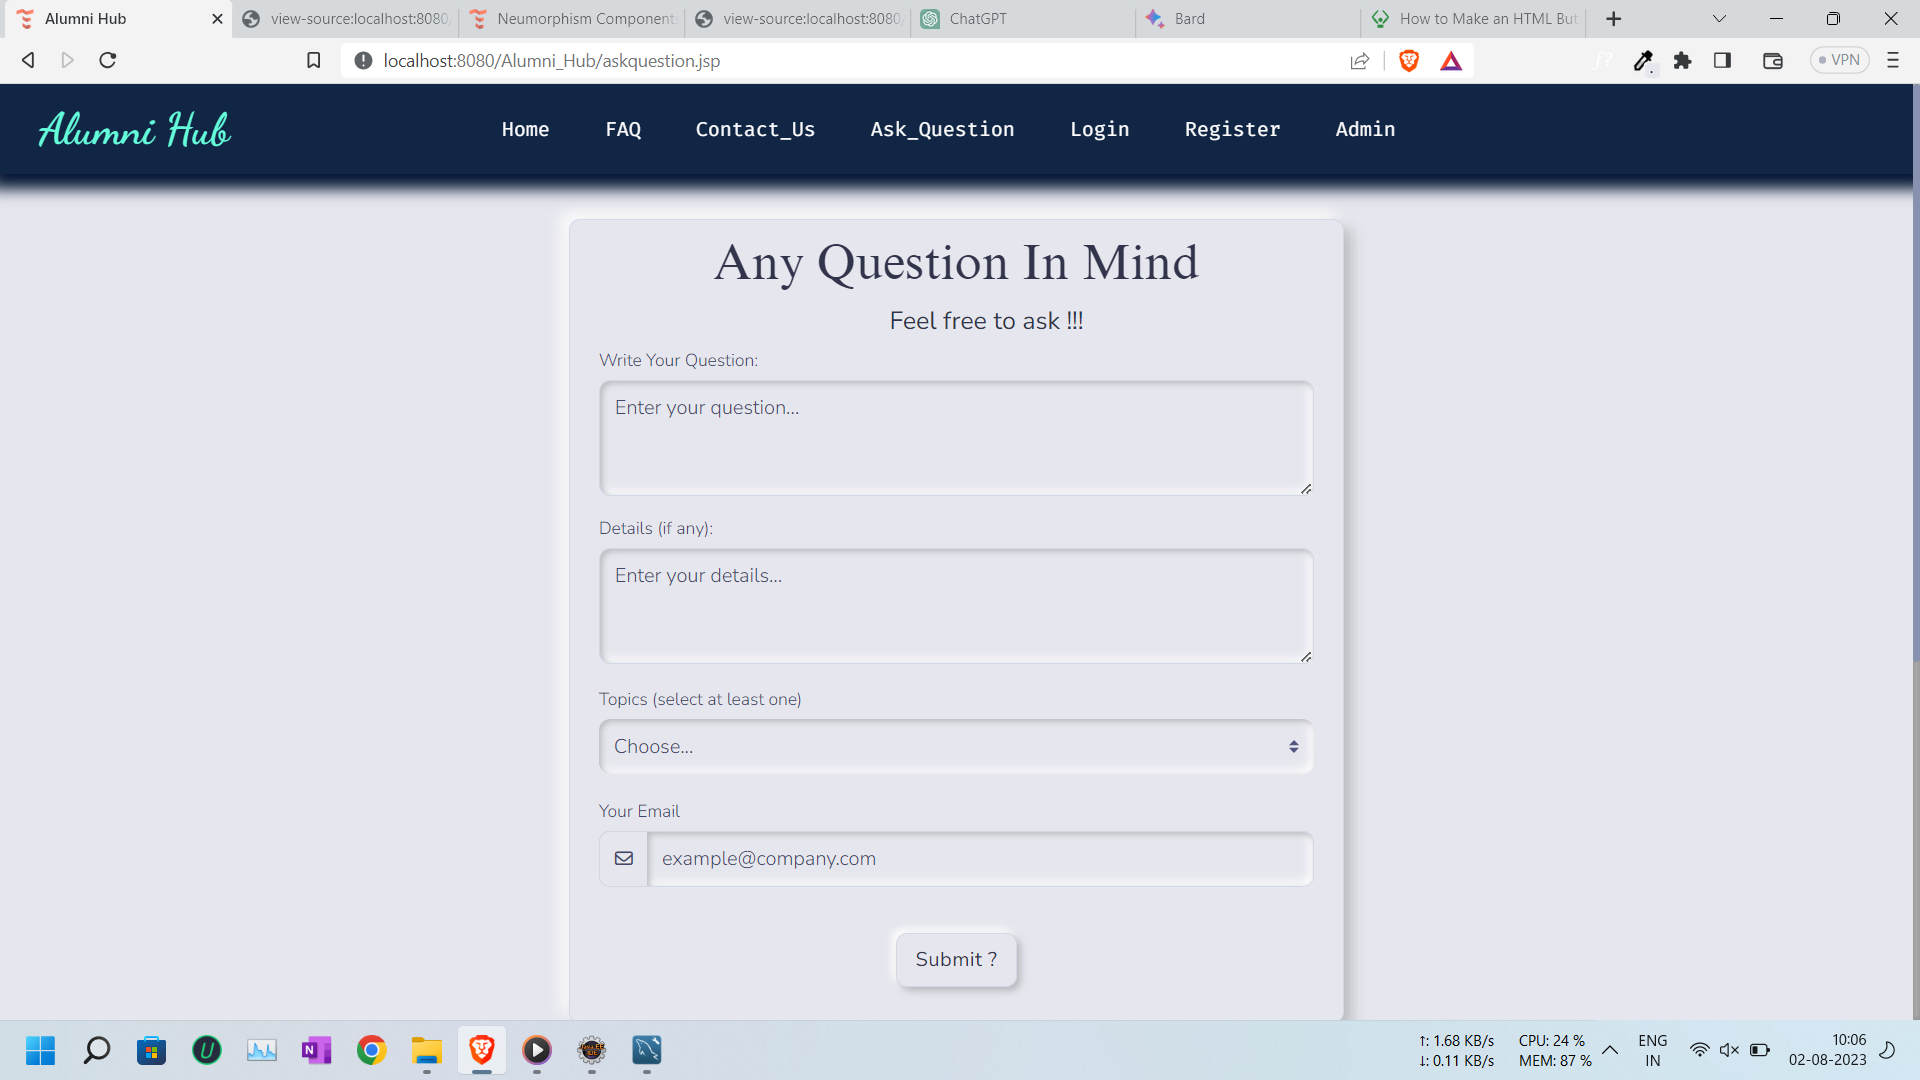 Alumni Hub
view-source:localhost:8080/
Neumorphism Component
view-source:localhost:8080/
ChatGPT
Bard
How to Make an HTML But
localhost:8080/Alumni_Hub/askquestion.jsp
VPN
Alumni Hub
Home
FAQ
Contact_Us
Ask_Question
Login
Register
Admin
Any Question In Mind
Feel free to ask !!!
Write Your Question:
Enter your question...
Details (if any):
Enter your details...
Topics (select at least one)
Choose...
Your Email
example@company.com
Submit ?
↑: 1.68 KB/s
↓: 0.11 KB/s
CPU: 24 %
MEM: 87 %
ENG
IN
10:06
02-08-2023